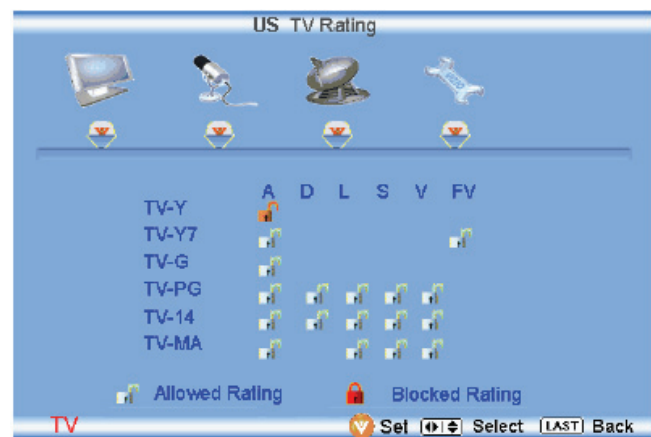 US TV Rating
A D L S V FV
TV-Y
TV-Y7
TV-G
TV-PG
TV-14
TV-MA
Allowed Rating Blocked Rating
TV Set Select LAST Back